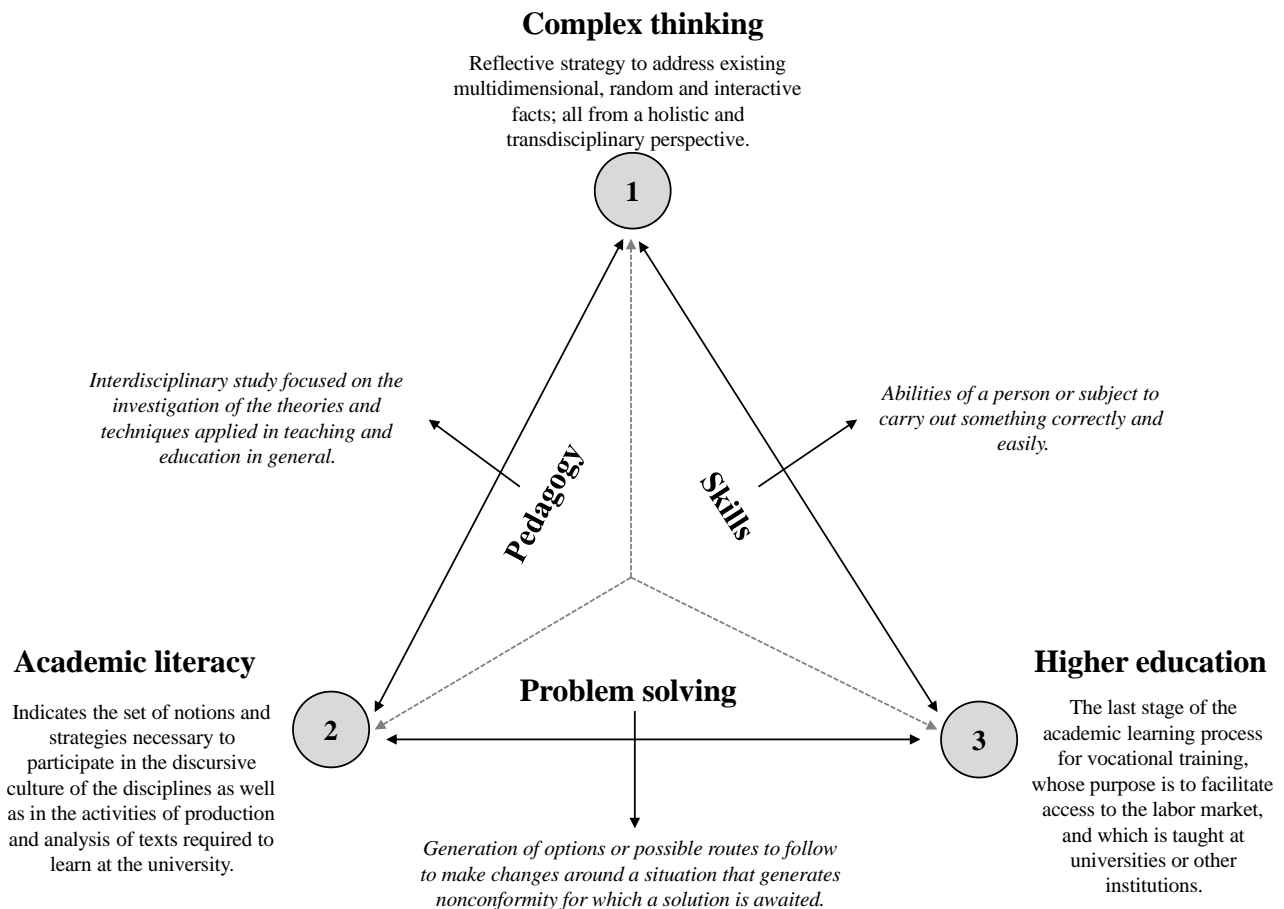 Complex thinking
Reflective strategy to address existing
multidimensional, random and interactive
facts; all from a holistic and
transdisciplinary perspective.
1
Interdisciplinary study focused on the
investigation of the theories and
techniques applied in teaching and
education in general.
Abilities of a person or subject to
carry out something correctly and
easily.
Pedagogy
Skills
Academic literacy
Indicates the set of notions and
strategies necessary to
participate in the discursive
culture of the disciplines as well
as in the activities of production
and analysis of texts required to
learn at the university.
2
Problem solving
3
Higher education
The last stage of the
academic learning process
for vocational training,
whose purpose is to facilitate
access to the labor market,
and which is taught at
universities or other
institutions.
Generation of options or possible routes to follow
to make changes around a situation that generates
nonconformity for which a solution is awaited.